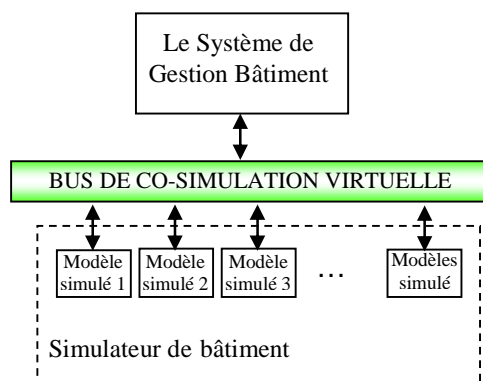 Le Système de
Gestion Bâtiment
BUS DE CO-SIMULATION VIRTUELLE
Modèle
simulé 1
Modèle
simulé 2
Modèle
simulé 3
...
Modèles
simulé
Simulateur de bâtiment